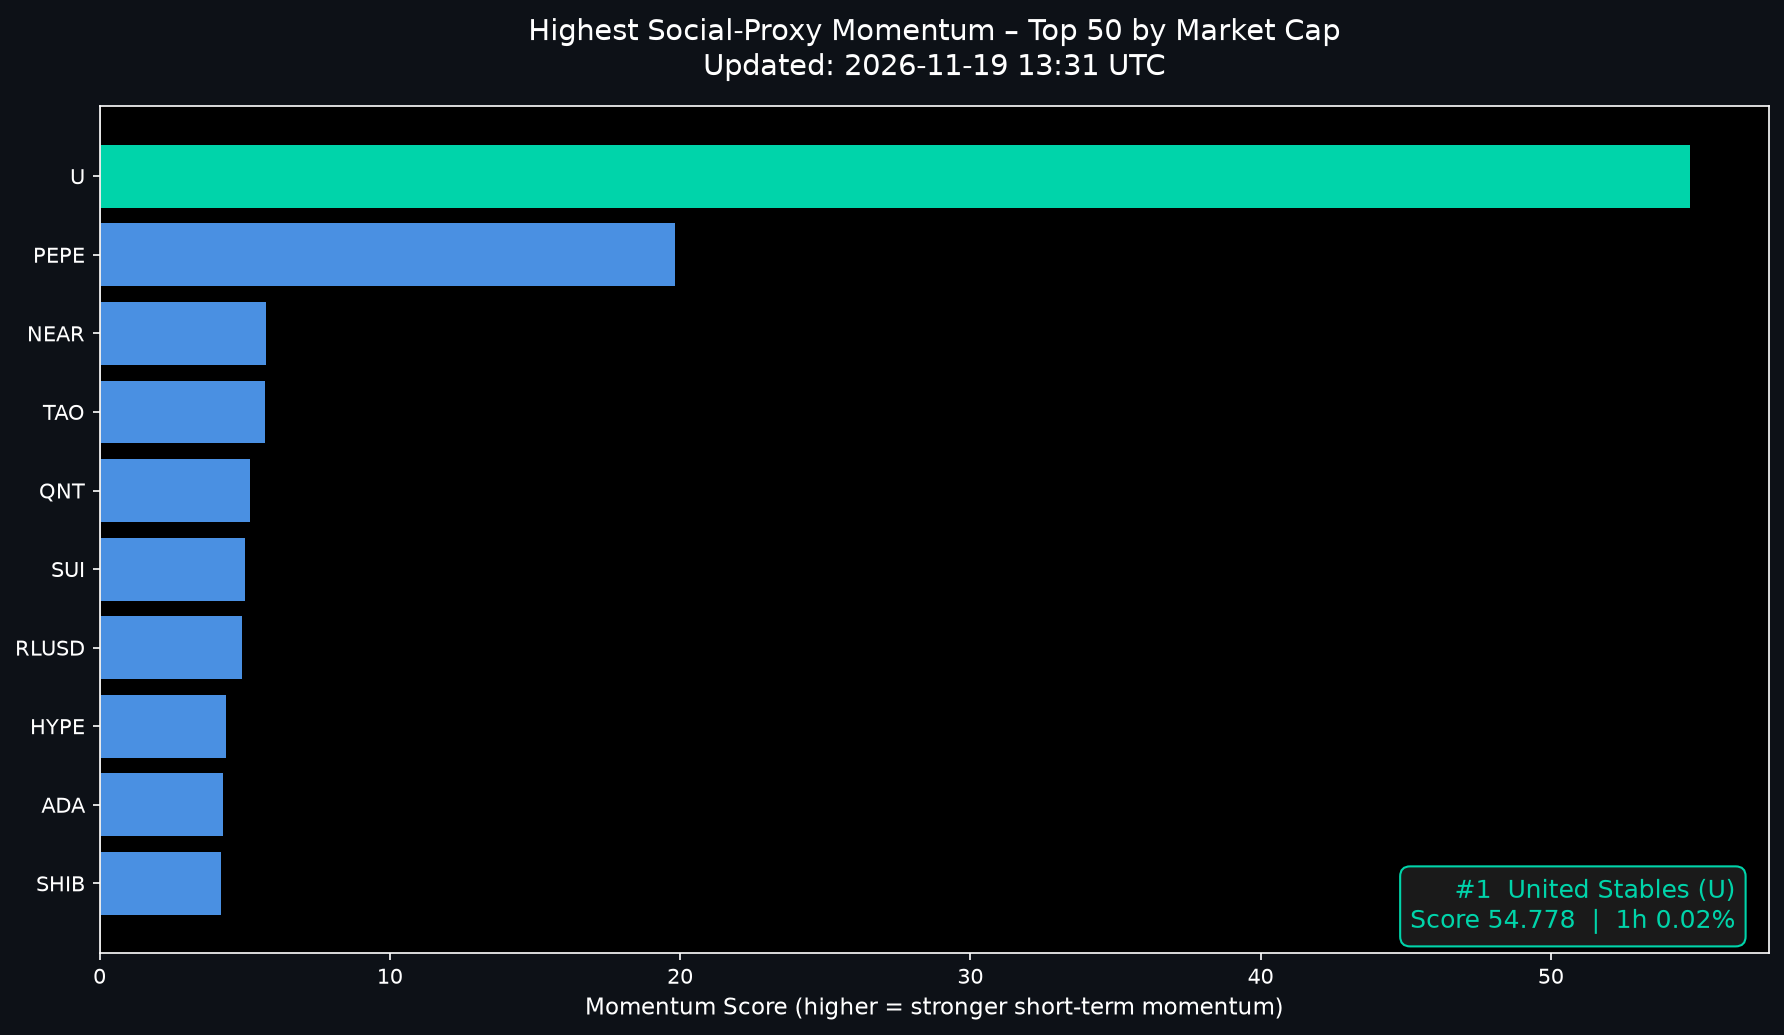 Highest Social-Proxy Momentum – Top 50 by Market Cap
Updated: 2026-11-19 13:31 UTC
U
PEPE
NEAR
TAO
QNT
SUI
RLUSD
HYPE
ADA
SHIB
#1  United Stables (U)
Score 54.778  |  1h 0.02%
0 10 20 30 40 50
Momentum Score (higher = stronger short-term momentum)